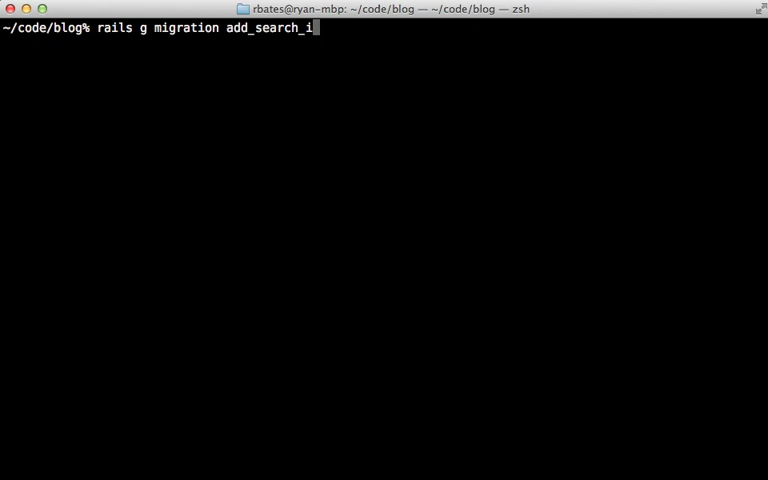 rbates@ryan-mbp: ~/code/blog — ~/code/blog — zsh
~/code/blog% rails g migration add_search_i